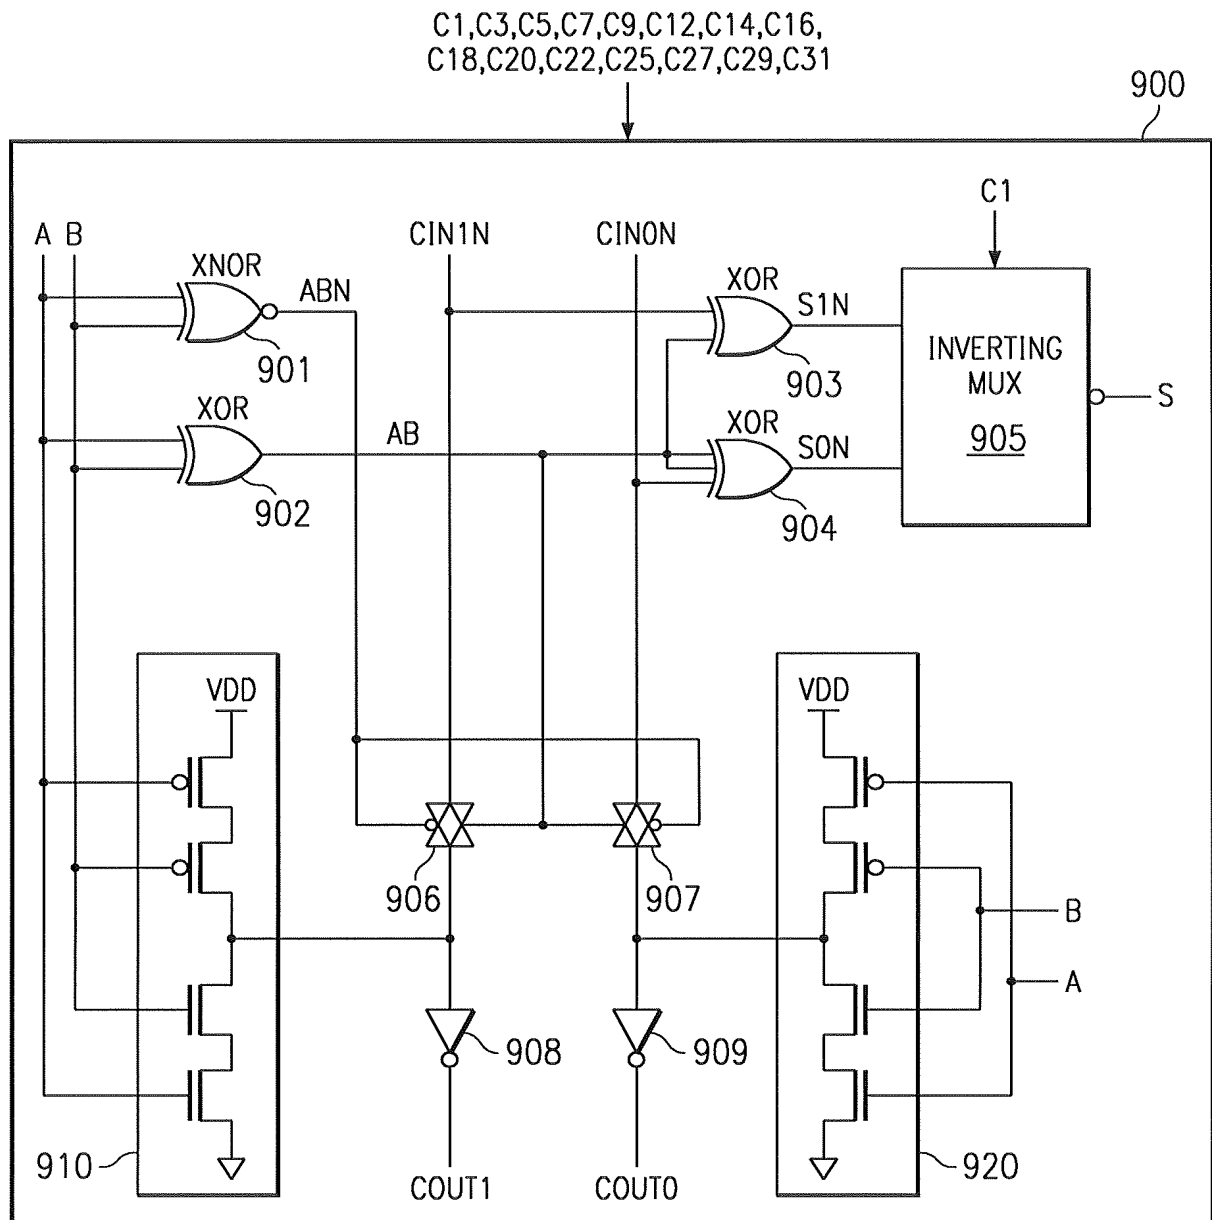 C1,C3,C5,C7,C9,C12,C14,C16,
C18,C20,C22,C25,C27,C29,C31
900
C1
A B CIN1N CIN0N
XNOR
ABN
901
XOR
S1N
903
INVERTING
MUX
905
S
XOR
AB
902
XOR
S0N
904
VDD
VDD
906
907
B
A
908
909
910
920
COUT1
COUT0